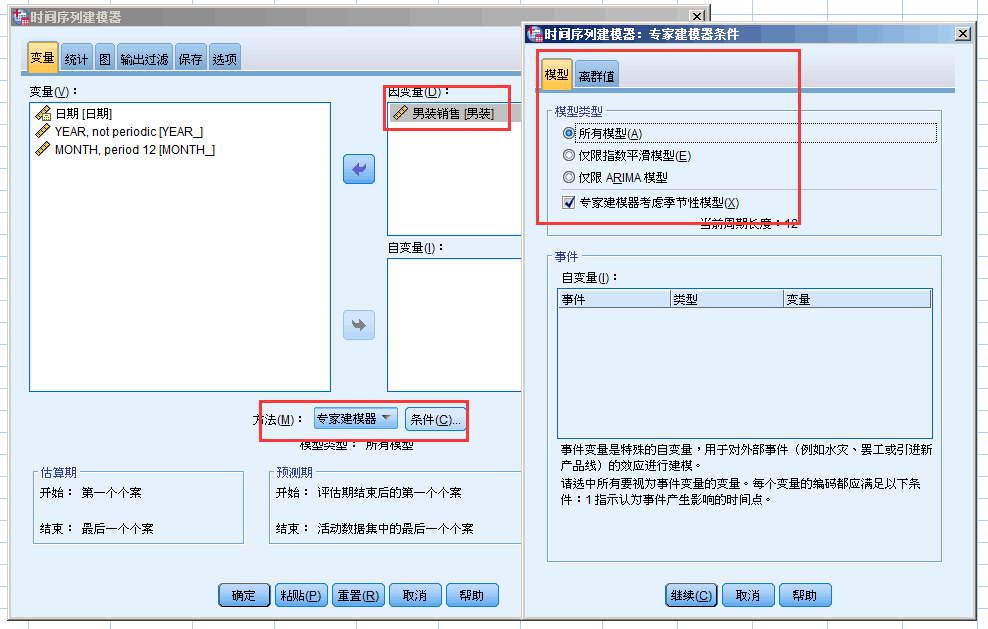 时间序列建模器
变量 统计 图 输出过滤 保存 选项
变量(V)：
日期 [日期]
YEAR, not periodic [YEAR_]
MONTH, period 12 [MONTH_]
因变量(D)：
男装销售 [男装]
自变量(I)：
方法(M)： 专家建模器 条件(C)...
模型类型： 所有模型
估算期
开始： 第一个个案
结束： 最后一个个案
预测期
开始： 评估期结束后的第一个个案
结束： 活动数据集中的最后一个个案
确定 粘贴(P) 重置(R) 取消 帮助
时间序列建模器：专家建模器条件
模型 离群值
模型类型
所有模型(A)
仅限指数平滑模型(E)
仅限 ARIMA 模型
专家建模器考虑季节性模型(X)
当前周期长度：12
事件
自变量(I)：
事件 类型 变量
事件变量是特殊的自变量，用于对外部事件（例如水灾、罢工或引进新
产品线）的效应进行建模。
请选中所有要视为事件变量的变量。每个变量的编码都应满足以下条
件：1 指示认为事件产生影响的时间点。
继续(C) 取消 帮助